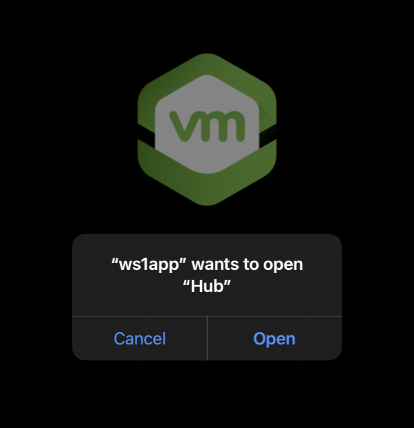 vm
“ws1app” wants to open
“Hub”
Cancel
Open